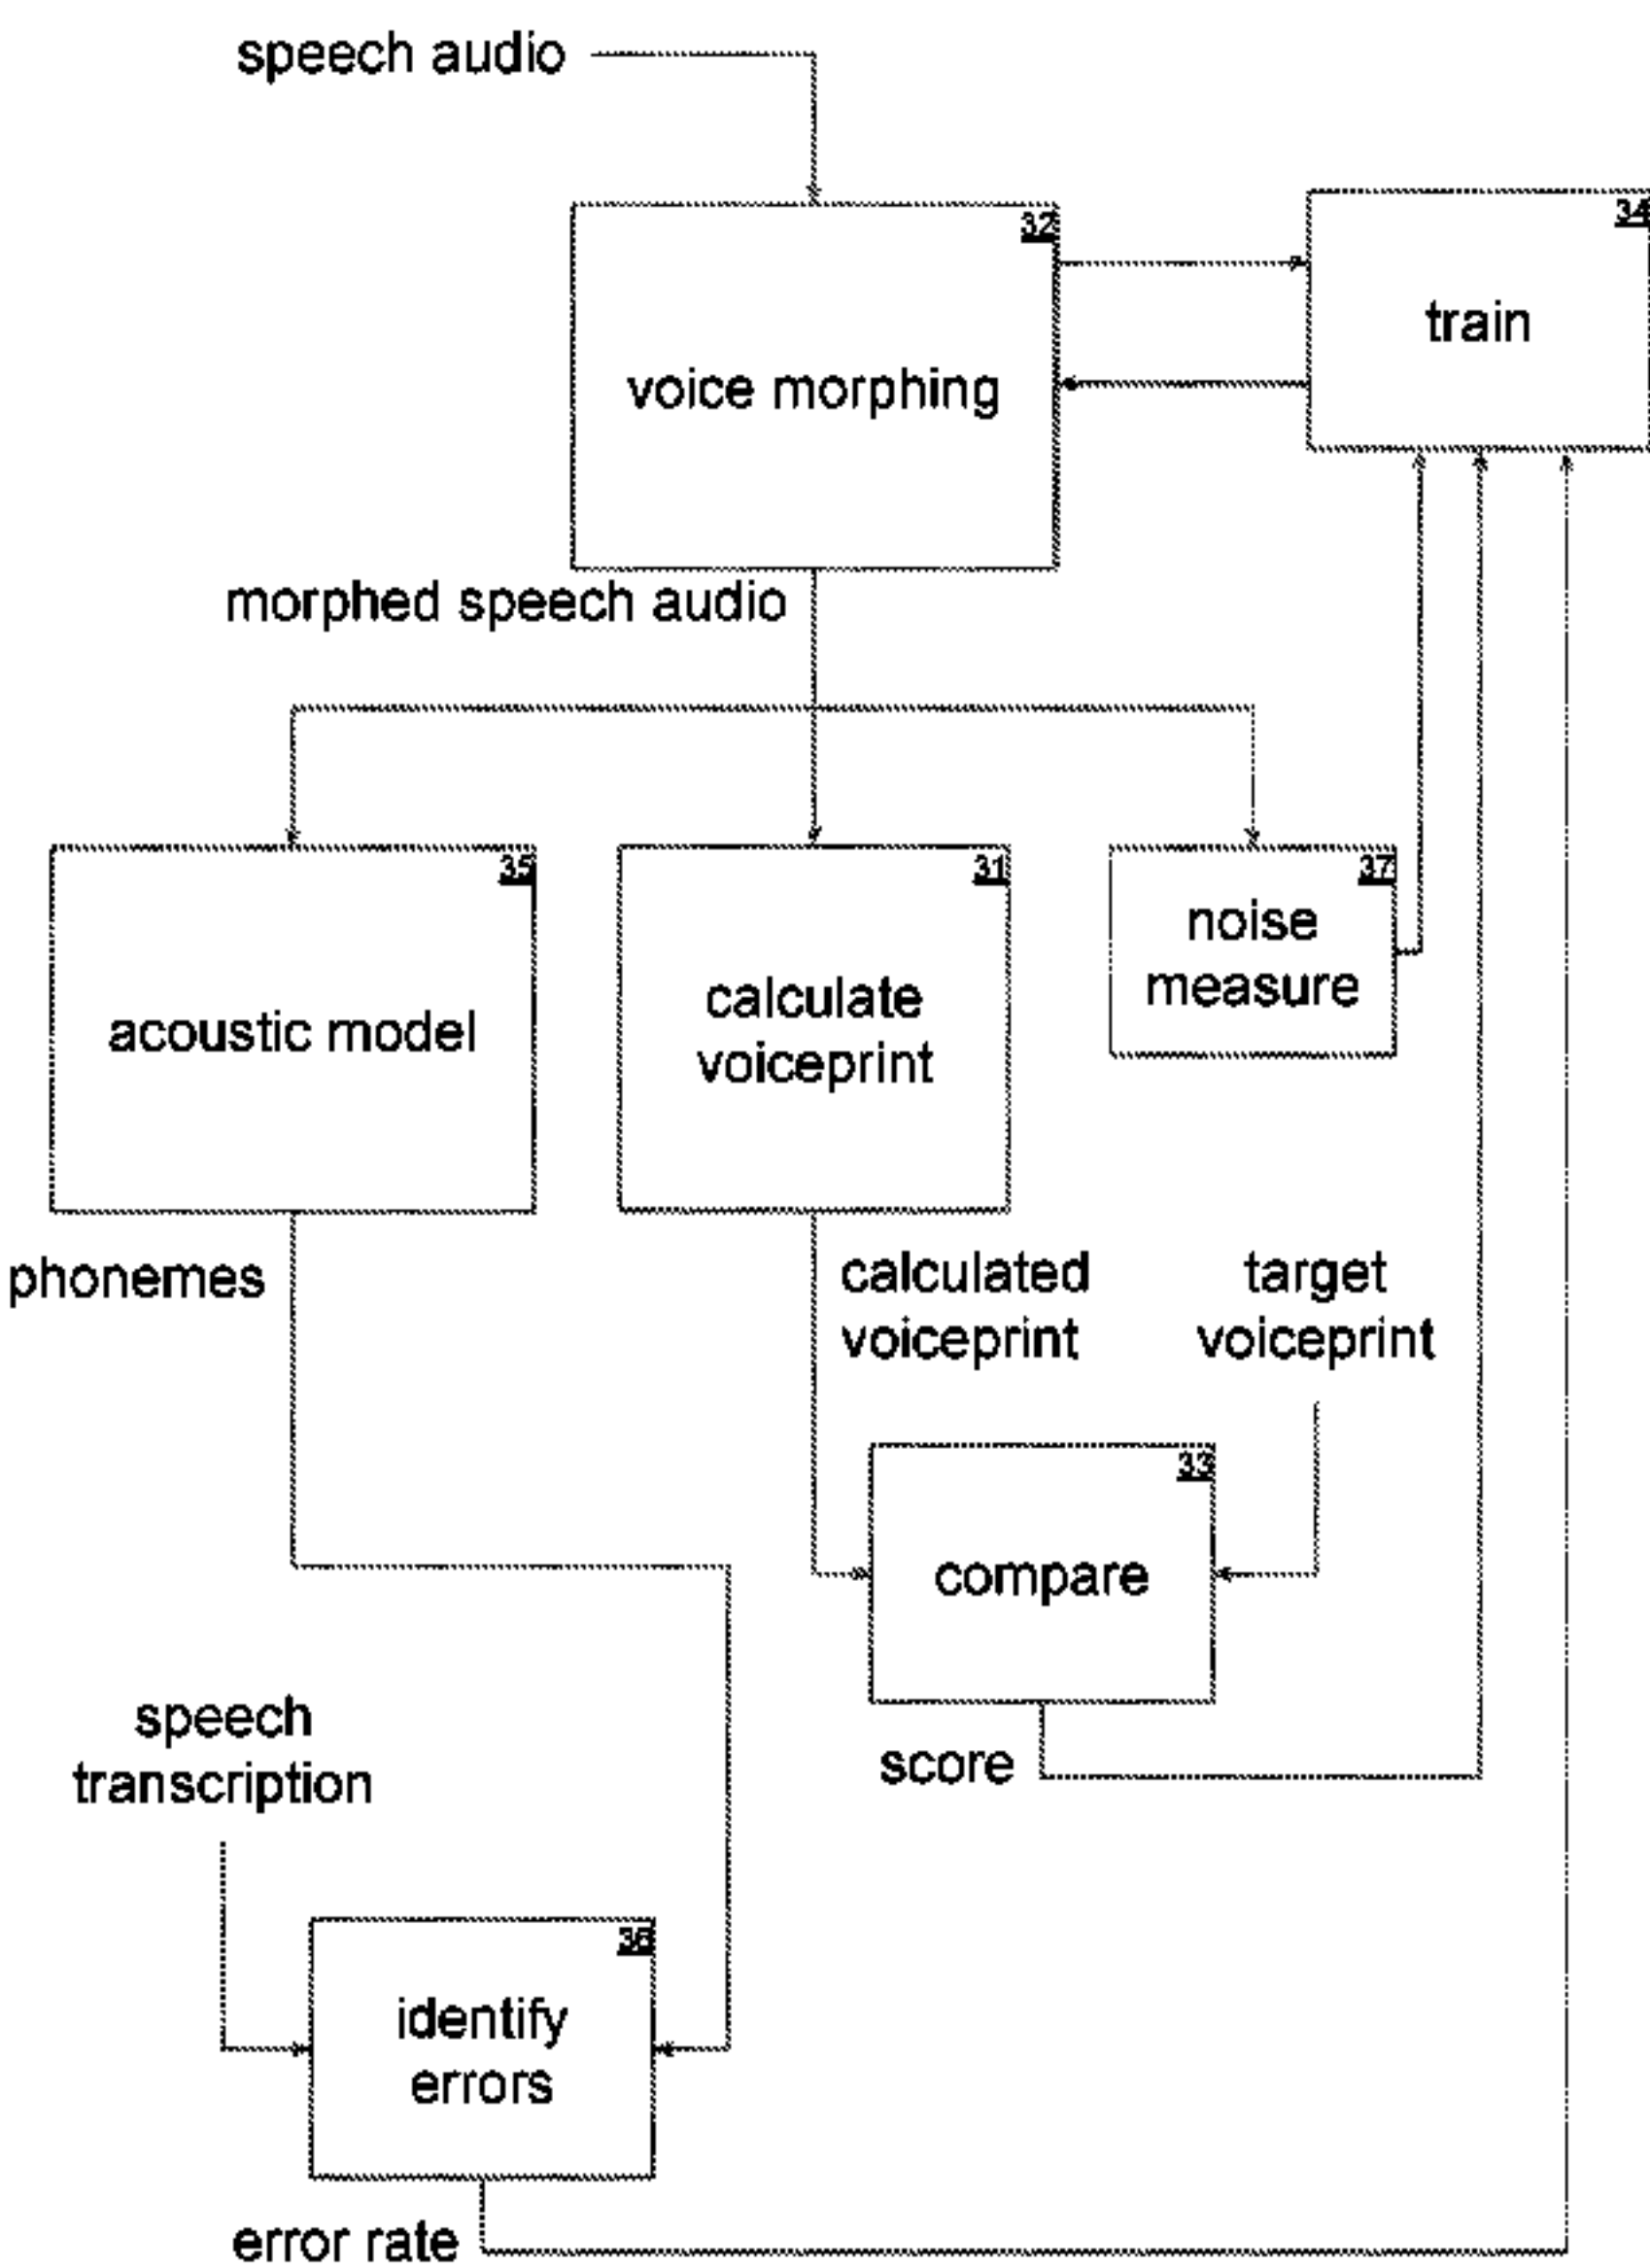 speech audio
32
34
train
voice morphing
morphed speech audio
35
31
37
noise
measure
acoustic model
calculate
voiceprint
phonemes
calculated
voiceprint
target
voiceprint
33
compare
speech
transcription
score
36
identify
errors
error rate